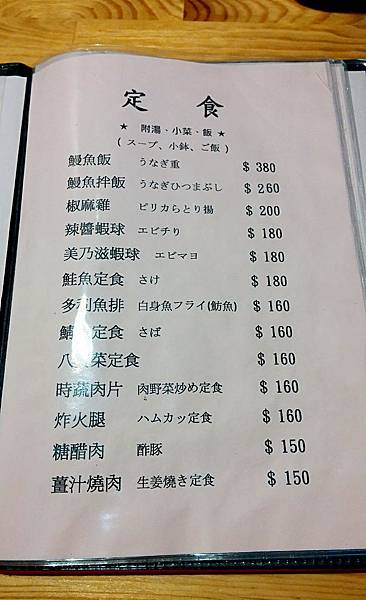 定 食
★ 附湯、小菜、飯 ★
(スープ、小鉢、ご飯)
鰻魚飯 うなぎ重 $ 380
鰻魚拌飯 うなぎひつまぶし $ 260
椒麻雞 ピリカらとり揚 $ 200
辣醬蝦球 エビチリ $ 180
美乃滋蝦球 エビマヨ $ 180
鮭魚定食 さけ $ 180
多利魚排 白身魚フライ(魴魚) $ 160
鯖 定食 さば $ 160
八 菜定食 $ 160
時蔬肉片 肉野菜炒め定食 $ 160
炸火腿 ハムカッ定食 $ 160
糖醋肉 酢豚 $ 150
薑汁燒肉 生姜焼き定食 $ 150